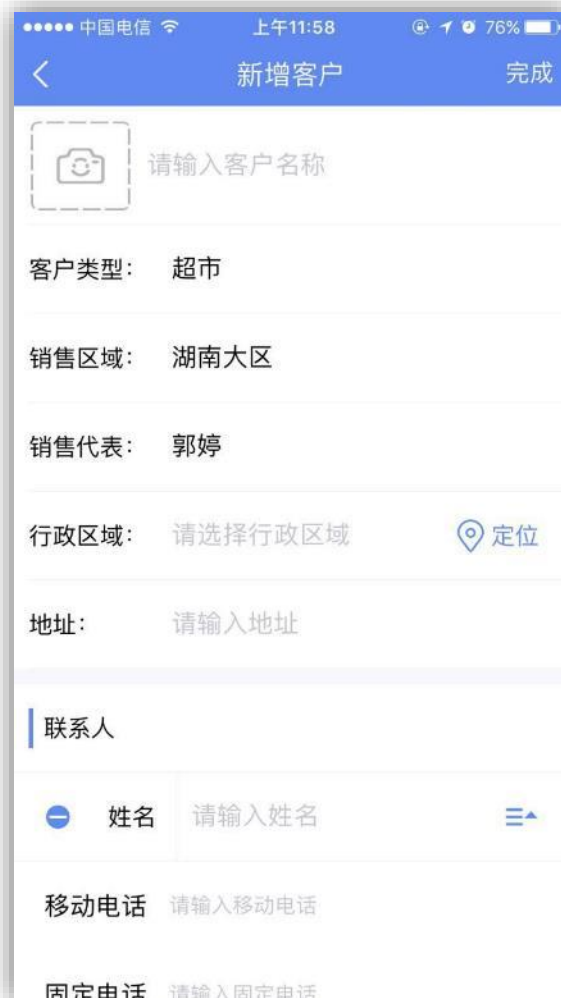 中国电信 上午11:58 76%
新增客户 完成
请输入客户名称
客户类型： 超市
销售区域： 湖南大区
销售代表： 郭婷
行政区域： 请选择行政区域 定位
地址： 请输入地址
联系人
姓名 请输入姓名
移动电话 请输入移动电话
固定电话 请输入固定电话